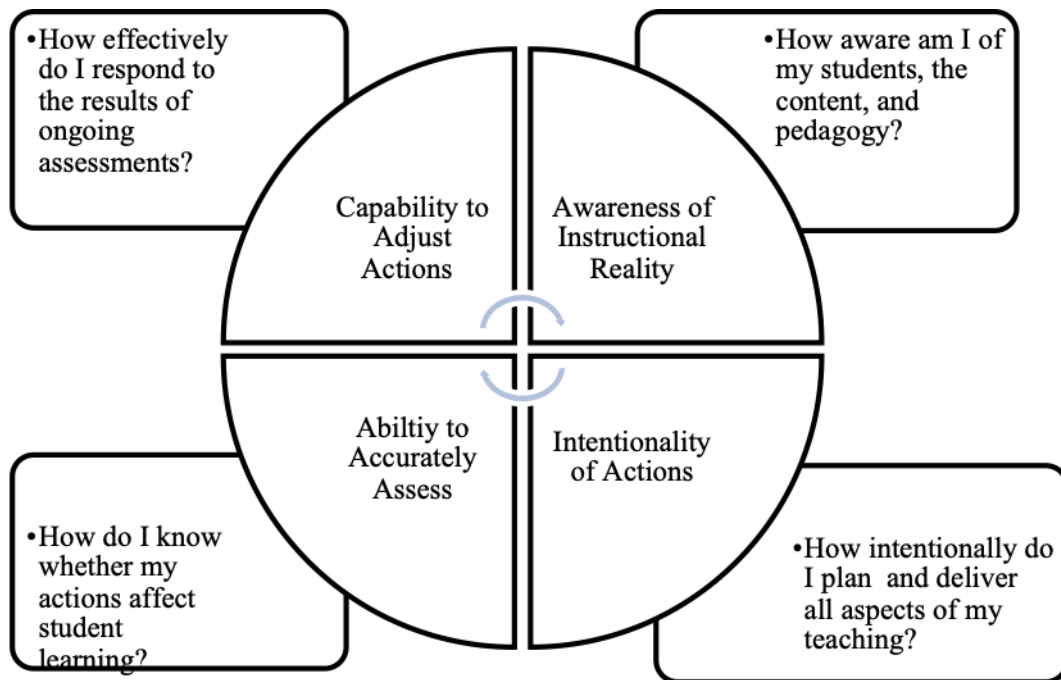 •How effectively
do I respond to
the results of
ongoing
assessments?
•How aware am I of
my students, the
content, and
pedagogy?
Capability to
Adjust
Actions
Awareness of
Instructional
Reality
Abiltiy to
Accurately
Assess
Intentionality
of Actions
•How do I know
whether my
actions affect
student
learning?
•How intentionally do
I plan and deliver
all aspects of my
teaching?